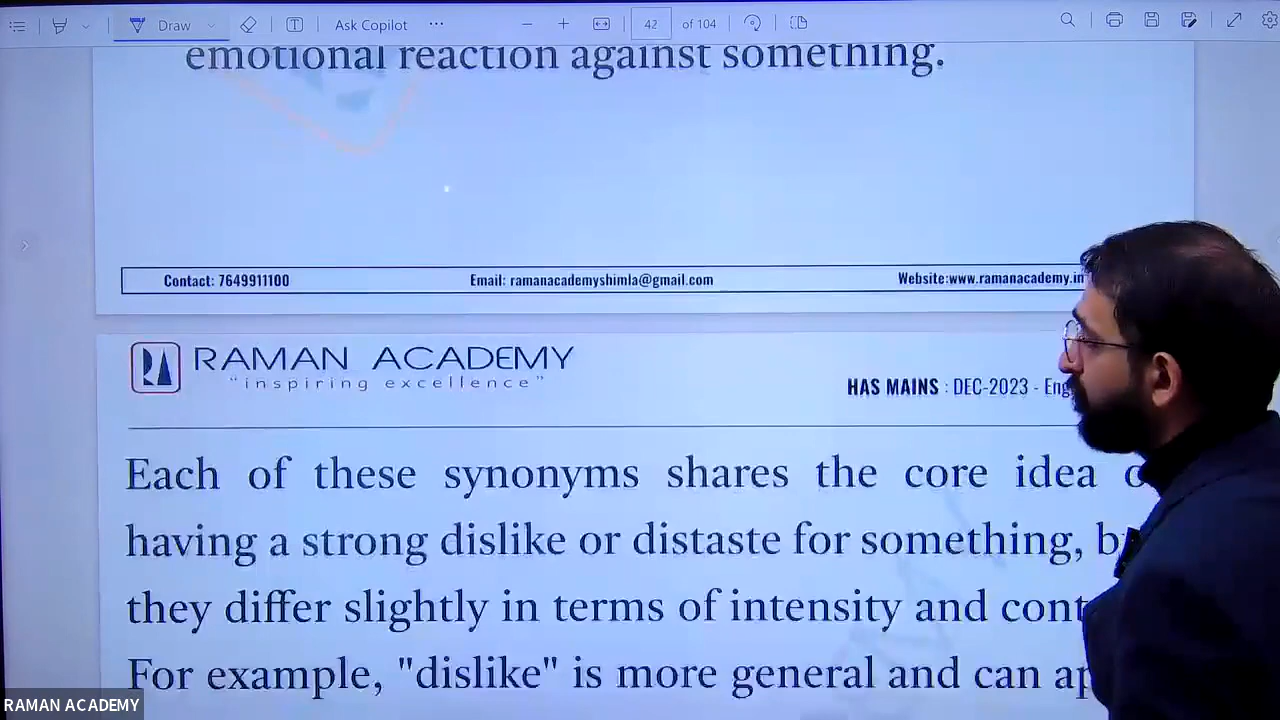 Draw
Ask Copilot
42 of 104
emotional reaction against something.
Contact: 7649911100 Email: ramanacademyshimla@gmail.com Website:www.ramanacademy.in
RAMAN ACADEMY
"inspiring excellence"
HAS MAINS : DEC-2023 -
Each of these synonyms shares the core idea
having a strong dislike or distaste for something,
they differ slightly in terms of intensity and
For example, "dislike" is more general and can
RAMAN ACADEMY